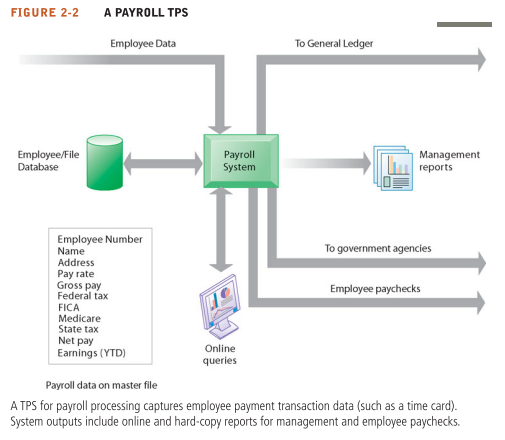 FIGURE 2-2 A PAYROLL TPS
Employee Data
To General Ledger
Employee/File
Database
Payroll
System
Management
reports
Employee Number
Name
Address
Pay rate
Gross pay
Federal tax
FICA
Medicare
State tax
Net pay
Earnings (YTD)
To government agencies
Employee paychecks
Online
queries
Payroll data on master file
A TPS for payroll processing captures employee payment transaction data (such as a time card).
System outputs include online and hard-copy reports for management and employee paychecks.